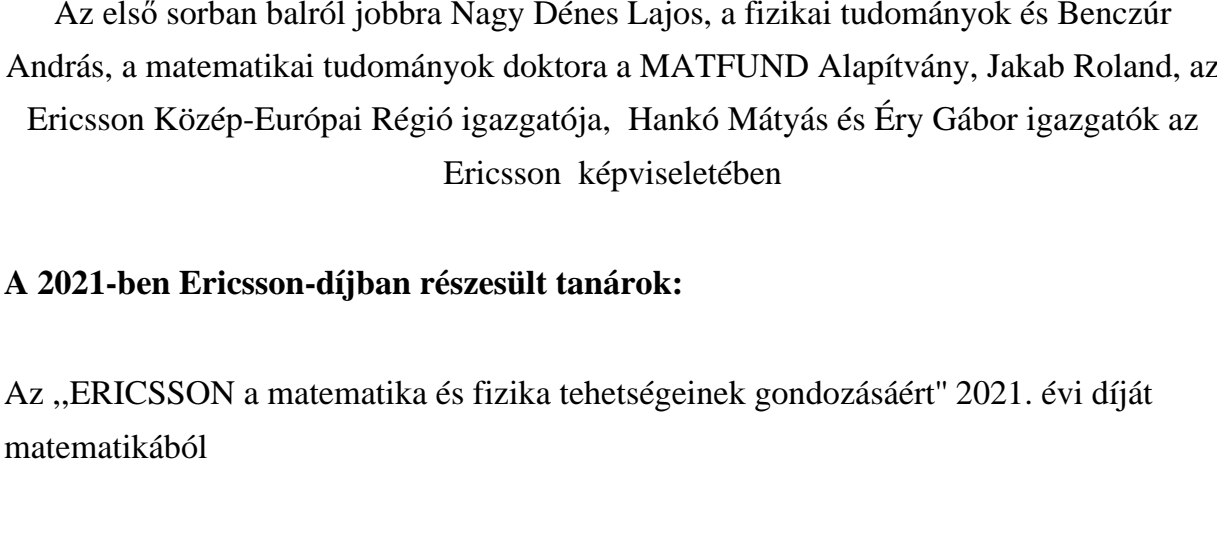 Az első sorban balról jobbra Nagy Dénes Lajos, a fizikai tudományok és Benczúr
András, a matematikai tudományok doktora a MATFUND Alapítvány, Jakab Roland, az
Ericsson Közép-Európai Régió igazgatója,  Hankó Mátyás és Éry Gábor igazgatók az
Ericsson  képviseletében
A 2021-ben Ericsson-díjban részesült tanárok:
Az ,,ERICSSON a matematika és fizika tehetségeinek gondozásáért" 2021. évi díját
matematikából